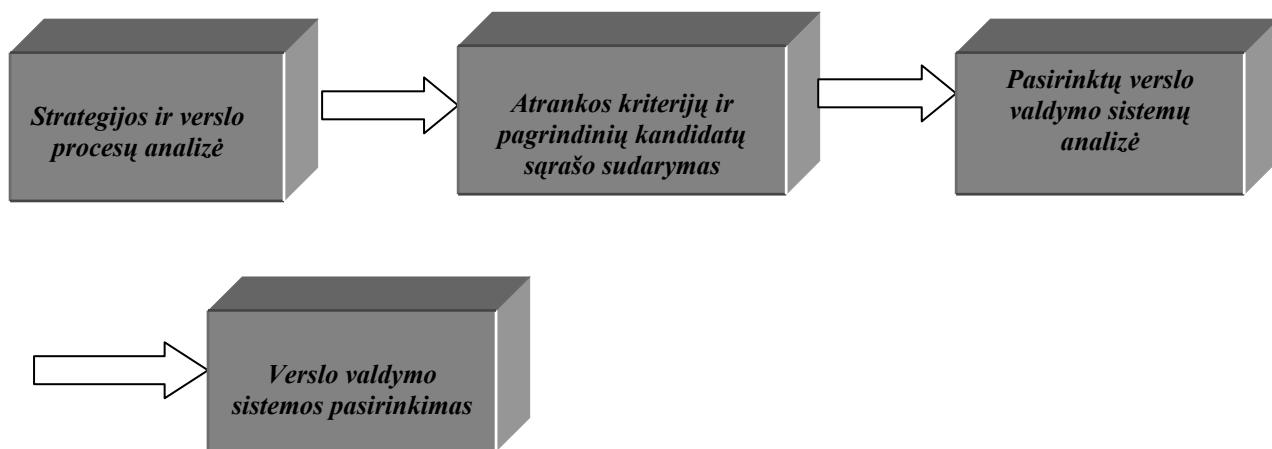 Strategijos ir verslo
procesų analizė
Atrankos kriterijų ir
pagrindinių kandidatų
sąrašo sudarymas
Pasirinktų verslo
valdymo sistemų
analizė
Verslo valdymo
sistemos pasirinkimas